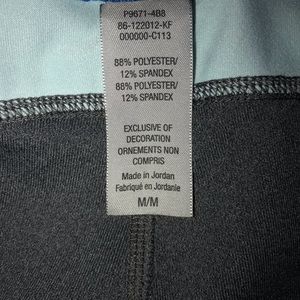 P9671-4B8
86-122012-KF
000000-C113
88% POLYESTER/
12% SPANDEX
88% POLYESTER/
12% SPANDEX
EXCLUSIVE OF
DECORATION
ORNEMENTS NON
COMPRIS
Made in Jordan
Fabriqué en Jordanie
M/M